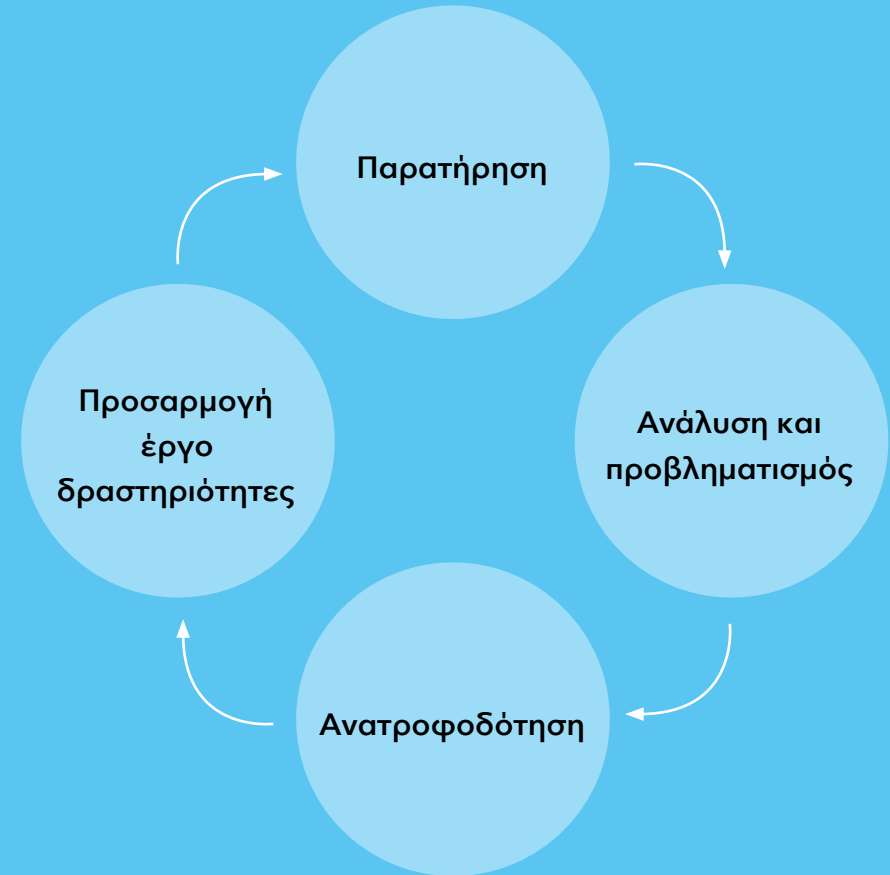 Παρατήρηση
Ανάλυση και
προβληματισμός
Ανατροφοδότηση
Προσαρμογή
έργο
δραστηριότητες